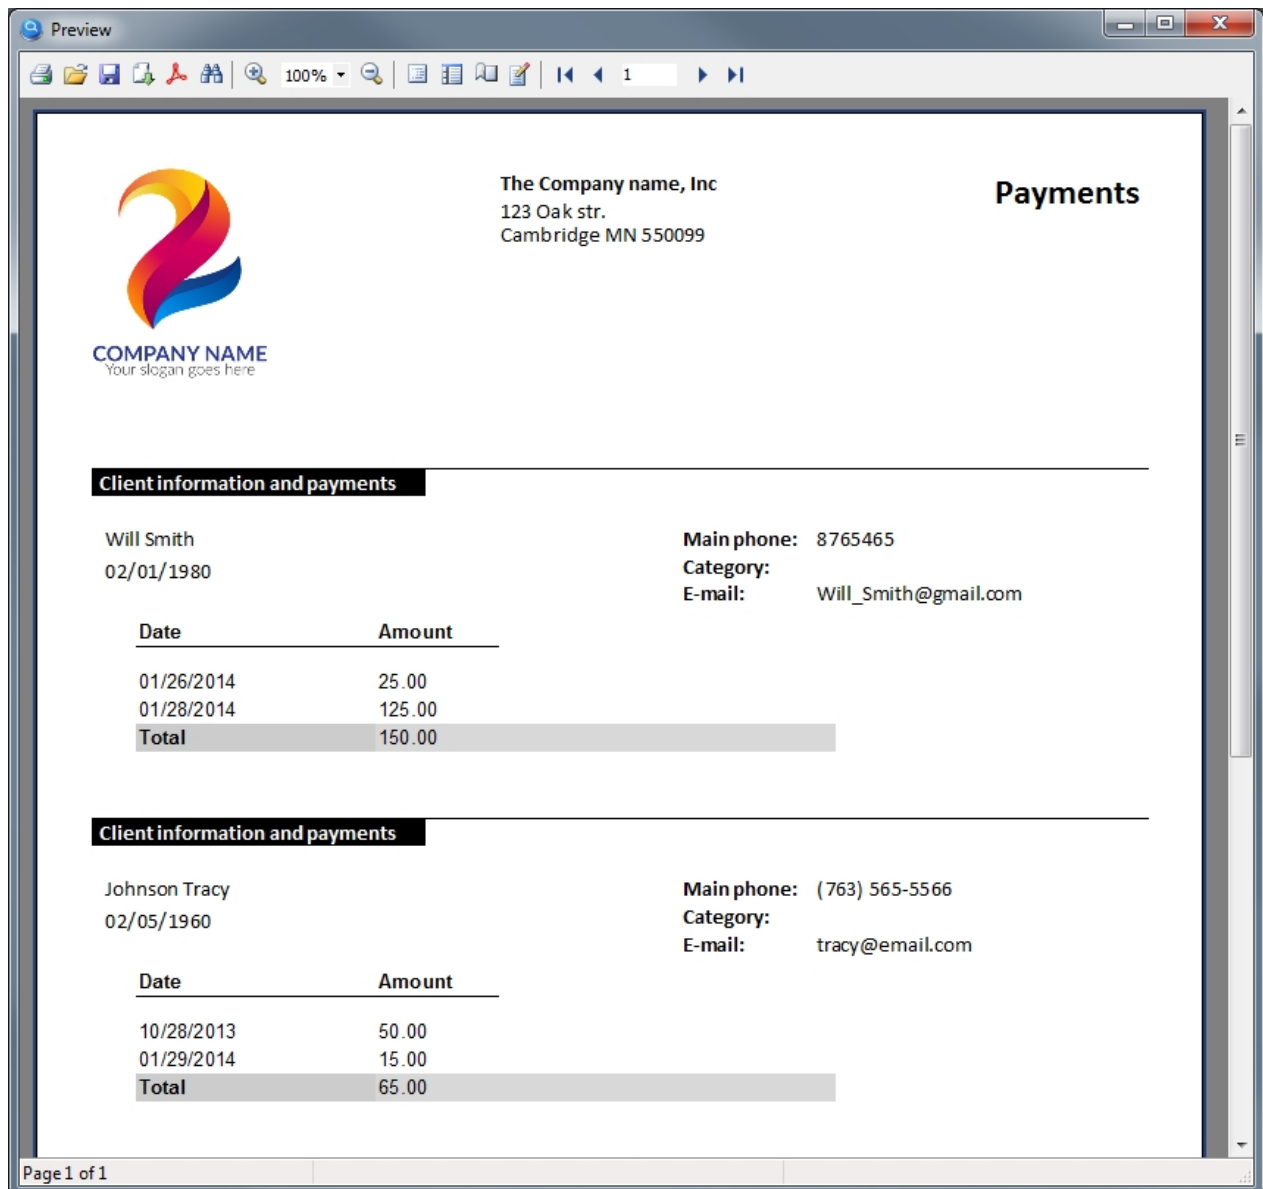 Preview
100%
1
The Company name, Inc
123 Oak str.
Cambridge MN 550099
Payments
COMPANY NAME
Your slogan goes here
Client information and payments
Will Smith
02/01/1980
Main phone: 8765465
Category:
E-mail: Will_Smith@gmail.com
Date Amount
01/26/2014 25.00
01/28/2014 125.00
Total 150.00
Client information and payments
Johnson Tracy
02/05/1960
Main phone: (763) 565-5566
Category:
E-mail: tracy@email.com
Date Amount
10/28/2013 50.00
01/29/2014 15.00
Total 65.00
Page 1 of 1